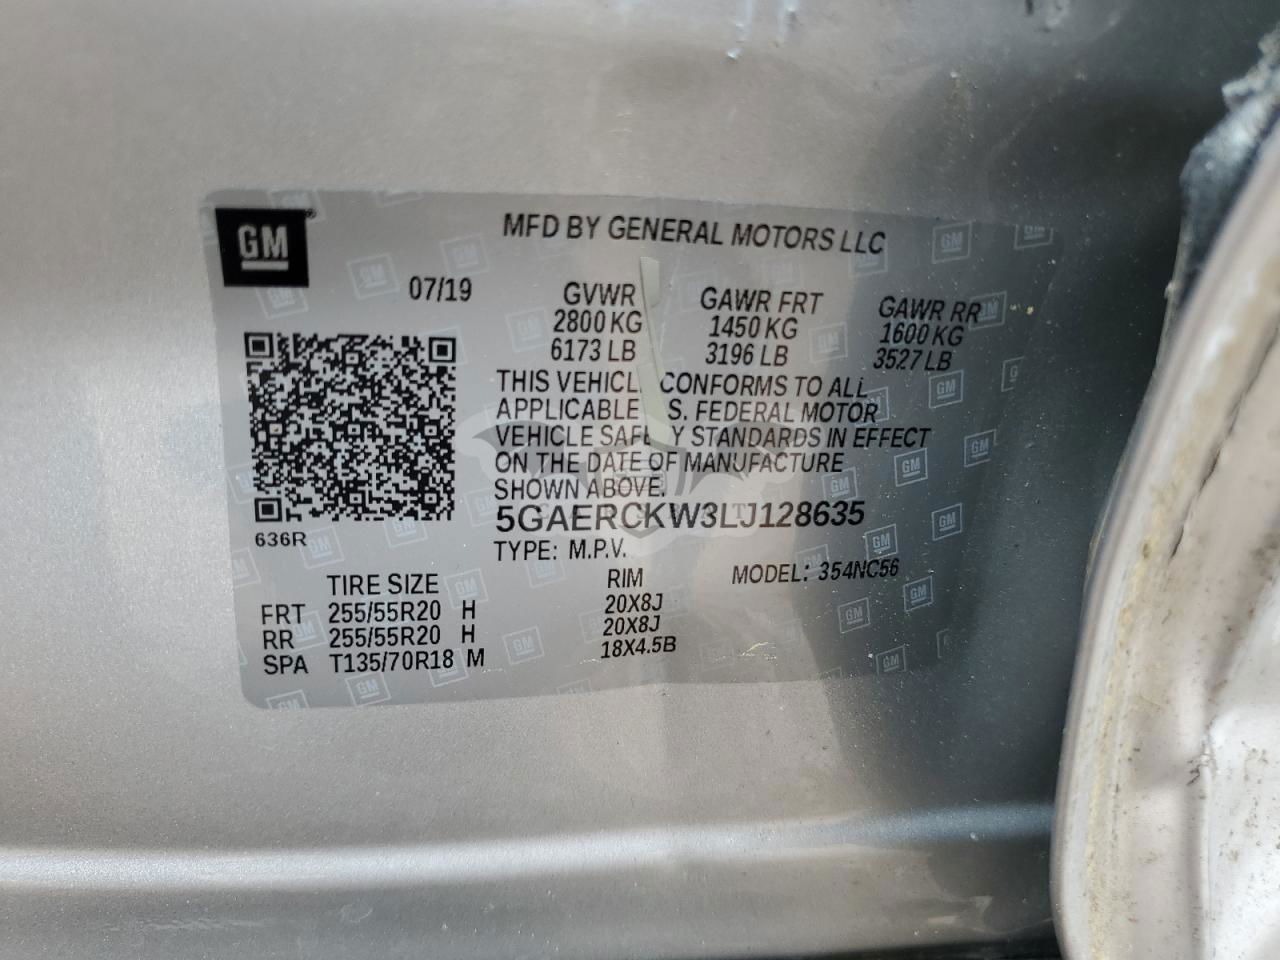 GM
MFD BY GENERAL MOTORS LLC
07/19
GVWR GAWR FRT GAWR RR
2800 KG 1450 KG 1600 KG
6173 LB 3196 LB 3527 LB
THIS VEHICL CONFORMS TO ALL
APPLICABLE S. FEDERAL MOTOR
VEHICLE SAFE Y STANDARDS IN EFFECT
ON THE DATE OF MANUFACTURE
SHOWN ABOVE.
5GAERCKW3LJ128635
636R
TYPE: M.P.V. MODEL: 354NC56
TIRE SIZE RIM
FRT 255/55R20 H 20X8J
RR 255/55R20 H 20X8J
SPA T135/70R18 M 18X4.5B